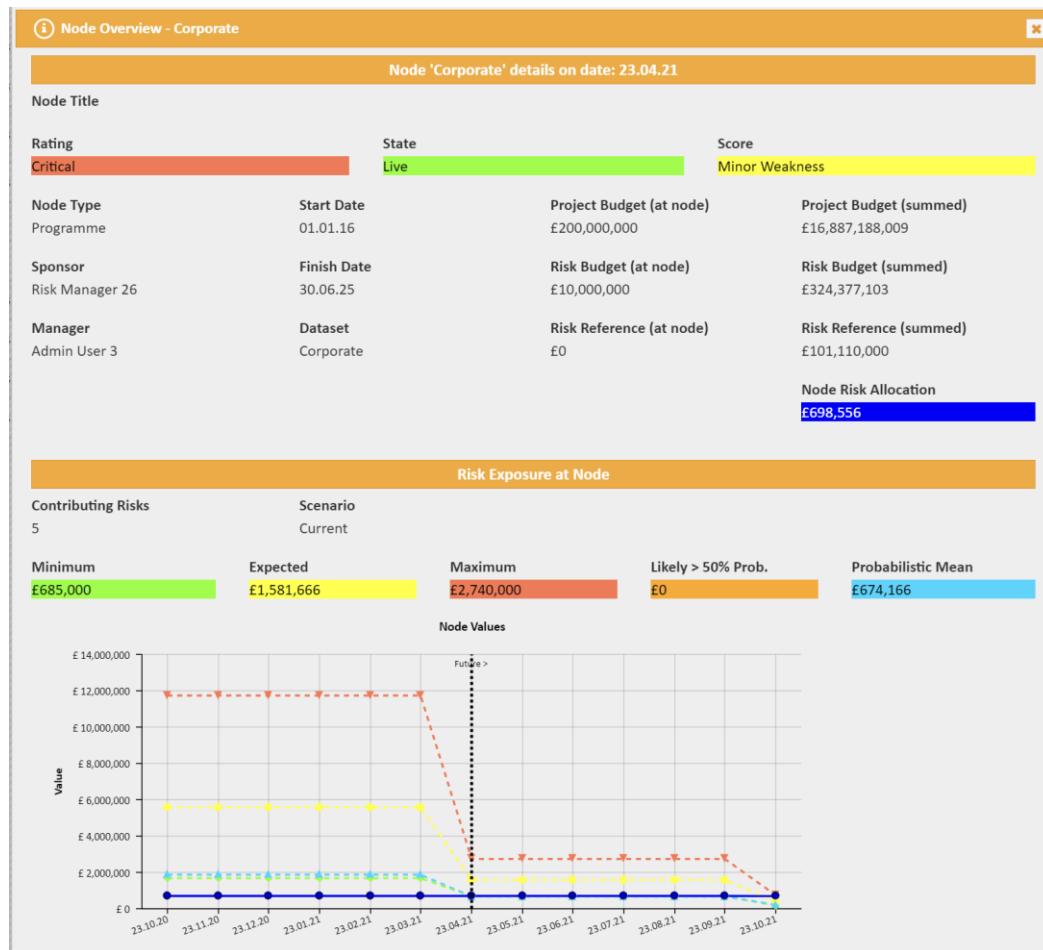 Node Overview - Corporate
Node 'Corporate' details on date: 23.04.21
Node Title
Rating State Score
Critical Live Minor Weakness
Node Type Start Date Project Budget (at node) Project Budget (summed)
Programme 01.01.16 £200,000,000 £16,887,188,009
Sponsor Finish Date Risk Budget (at node) Risk Budget (summed)
Risk Manager 26 30.06.25 £10,000,000 £324,377,103
Manager Dataset Risk Reference (at node) Risk Reference (summed)
Admin User 3 Corporate £0 £101,110,000
Node Risk Allocation
£698,556
Risk Exposure at Node
Contributing Risks Scenario
5 Current
Minimum Expected Maximum Likely > 50% Prob. Probabilistic Mean
£685,000 £1,581,666 £2,740,000 £0 £674,166
Node Values
Future >
£ 14,000,000
£ 12,000,000
£ 10,000,000
£ 8,000,000
£ 6,000,000
£ 4,000,000
£ 2,000,000
£ 0
Value
23.10.20 23.11.20 23.12.20 23.01.21 23.02.21 23.03.21 23.04.21 23.05.21 23.06.21 23.07.21 23.08.21 23.09.21 23.10.21